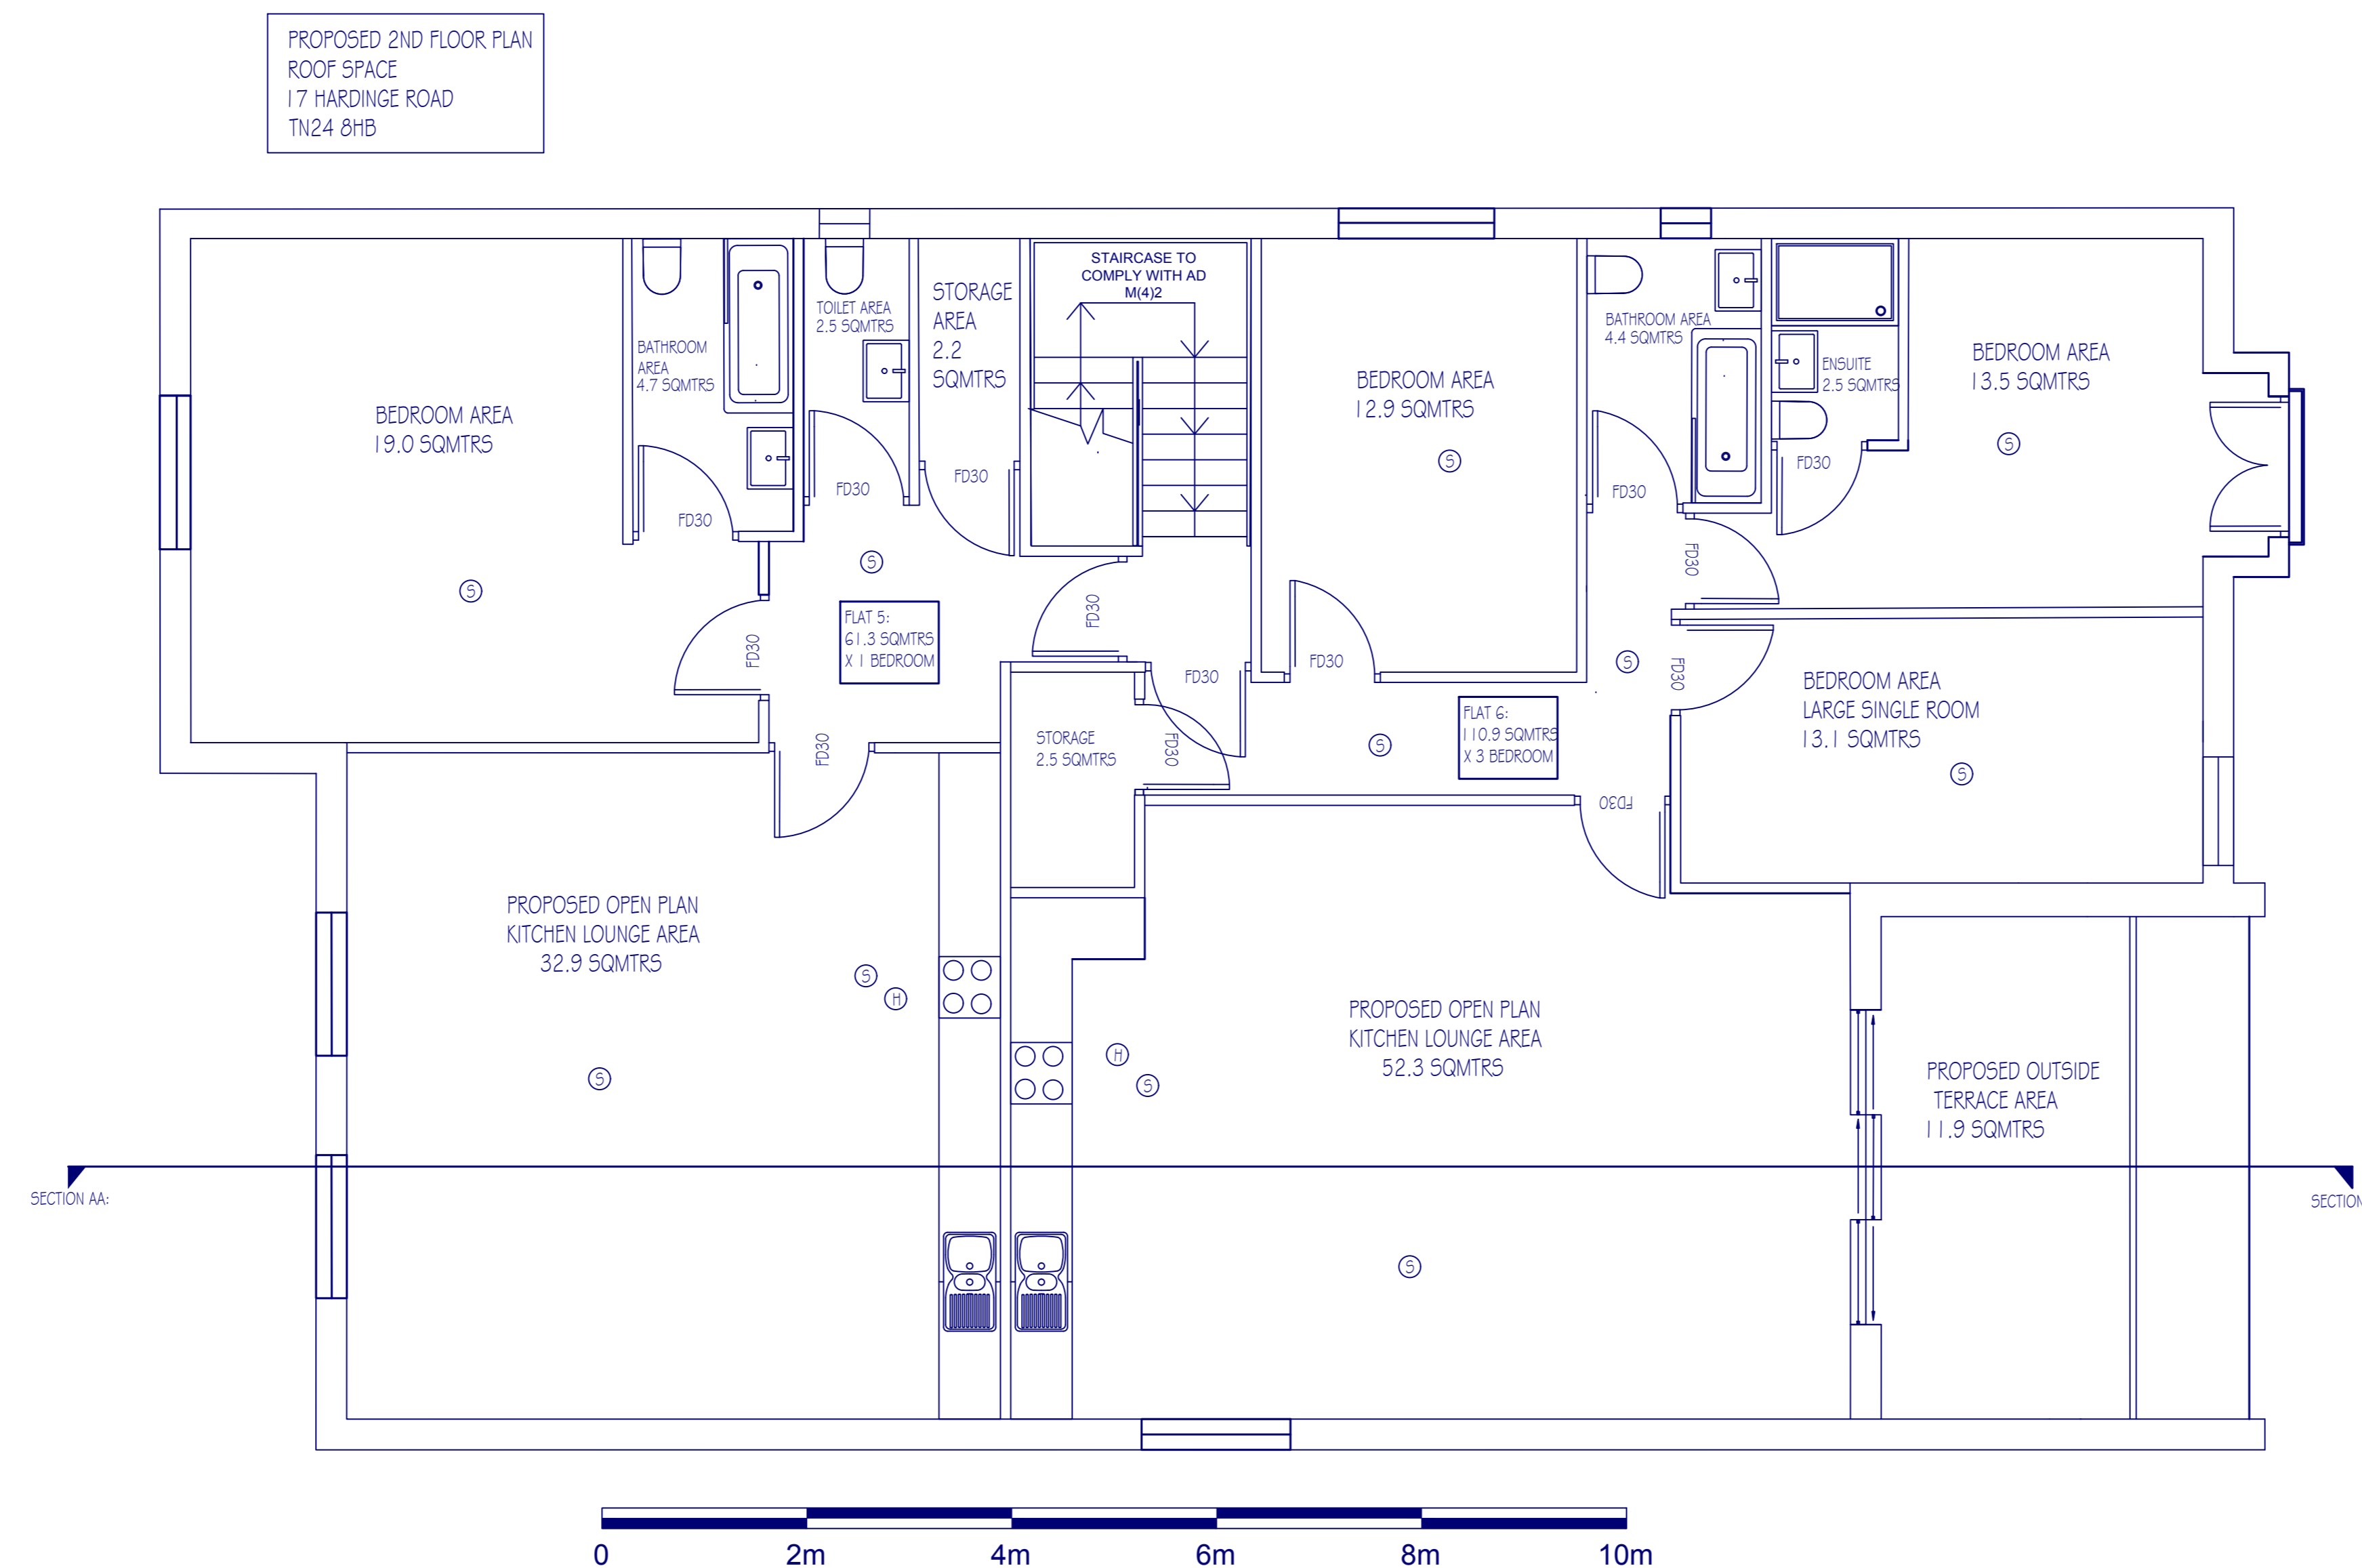 PROPOSED 2ND FLOOR PLAN
ROOF SPACE
17 HARDINGE ROAD
TN24 8HB
STAIRCASE TO
COMPLY WITH AD
M(4)2
BEDROOM AREA
19.0 SQMTRS
BATHROOM
AREA
4.7 SQMTRS
FD30
TOILET AREA
2.5 SQMTRS
FD30
STORAGE
AREA
2.2
SQMTRS
FD30
BEDROOM AREA
12.9 SQMTRS
BATHROOM AREA
4.4 SQMTRS
FD30
ENSUITE
2.5 SQMTRS
FD30
BEDROOM AREA
13.5 SQMTRS
S
S
S
S
FD30
FD30
FD30
FLAT 5:
61.3 SQMTRS
X 1 BEDROOM
FD30
FD30
S
FD30
BEDROOM AREA
LARGE SINGLE ROOM
13.1 SQMTRS
S
FD30
STORAGE
2.5 SQMTRS
FD30
S
FLAT 6:
110.9 SQMTRS
X 3 BEDROOM
FD30
PROPOSED OPEN PLAN
KITCHEN LOUNGE AREA
32.9 SQMTRS
S
H
S
PROPOSED OPEN PLAN
KITCHEN LOUNGE AREA
52.3 SQMTRS
H
S
S
PROPOSED OUTSIDE
TERRACE AREA
11.9 SQMTRS
SECTION AA:
SECTION
0 2m 4m 6m 8m 10m